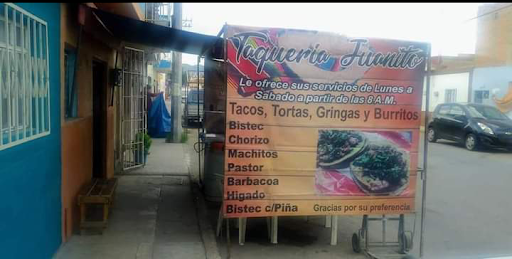 Taquería Juanito
Le ofrece sus servicios de Lunes a
Sabado a partir de las 8 A.M.
Tacos, Tortas, Gringas y Burritos
Bistec
Chorizo
Machitos
Pastor
Barbacoa
Higado
Bistec c/Piña
Gracias por su preferencia.